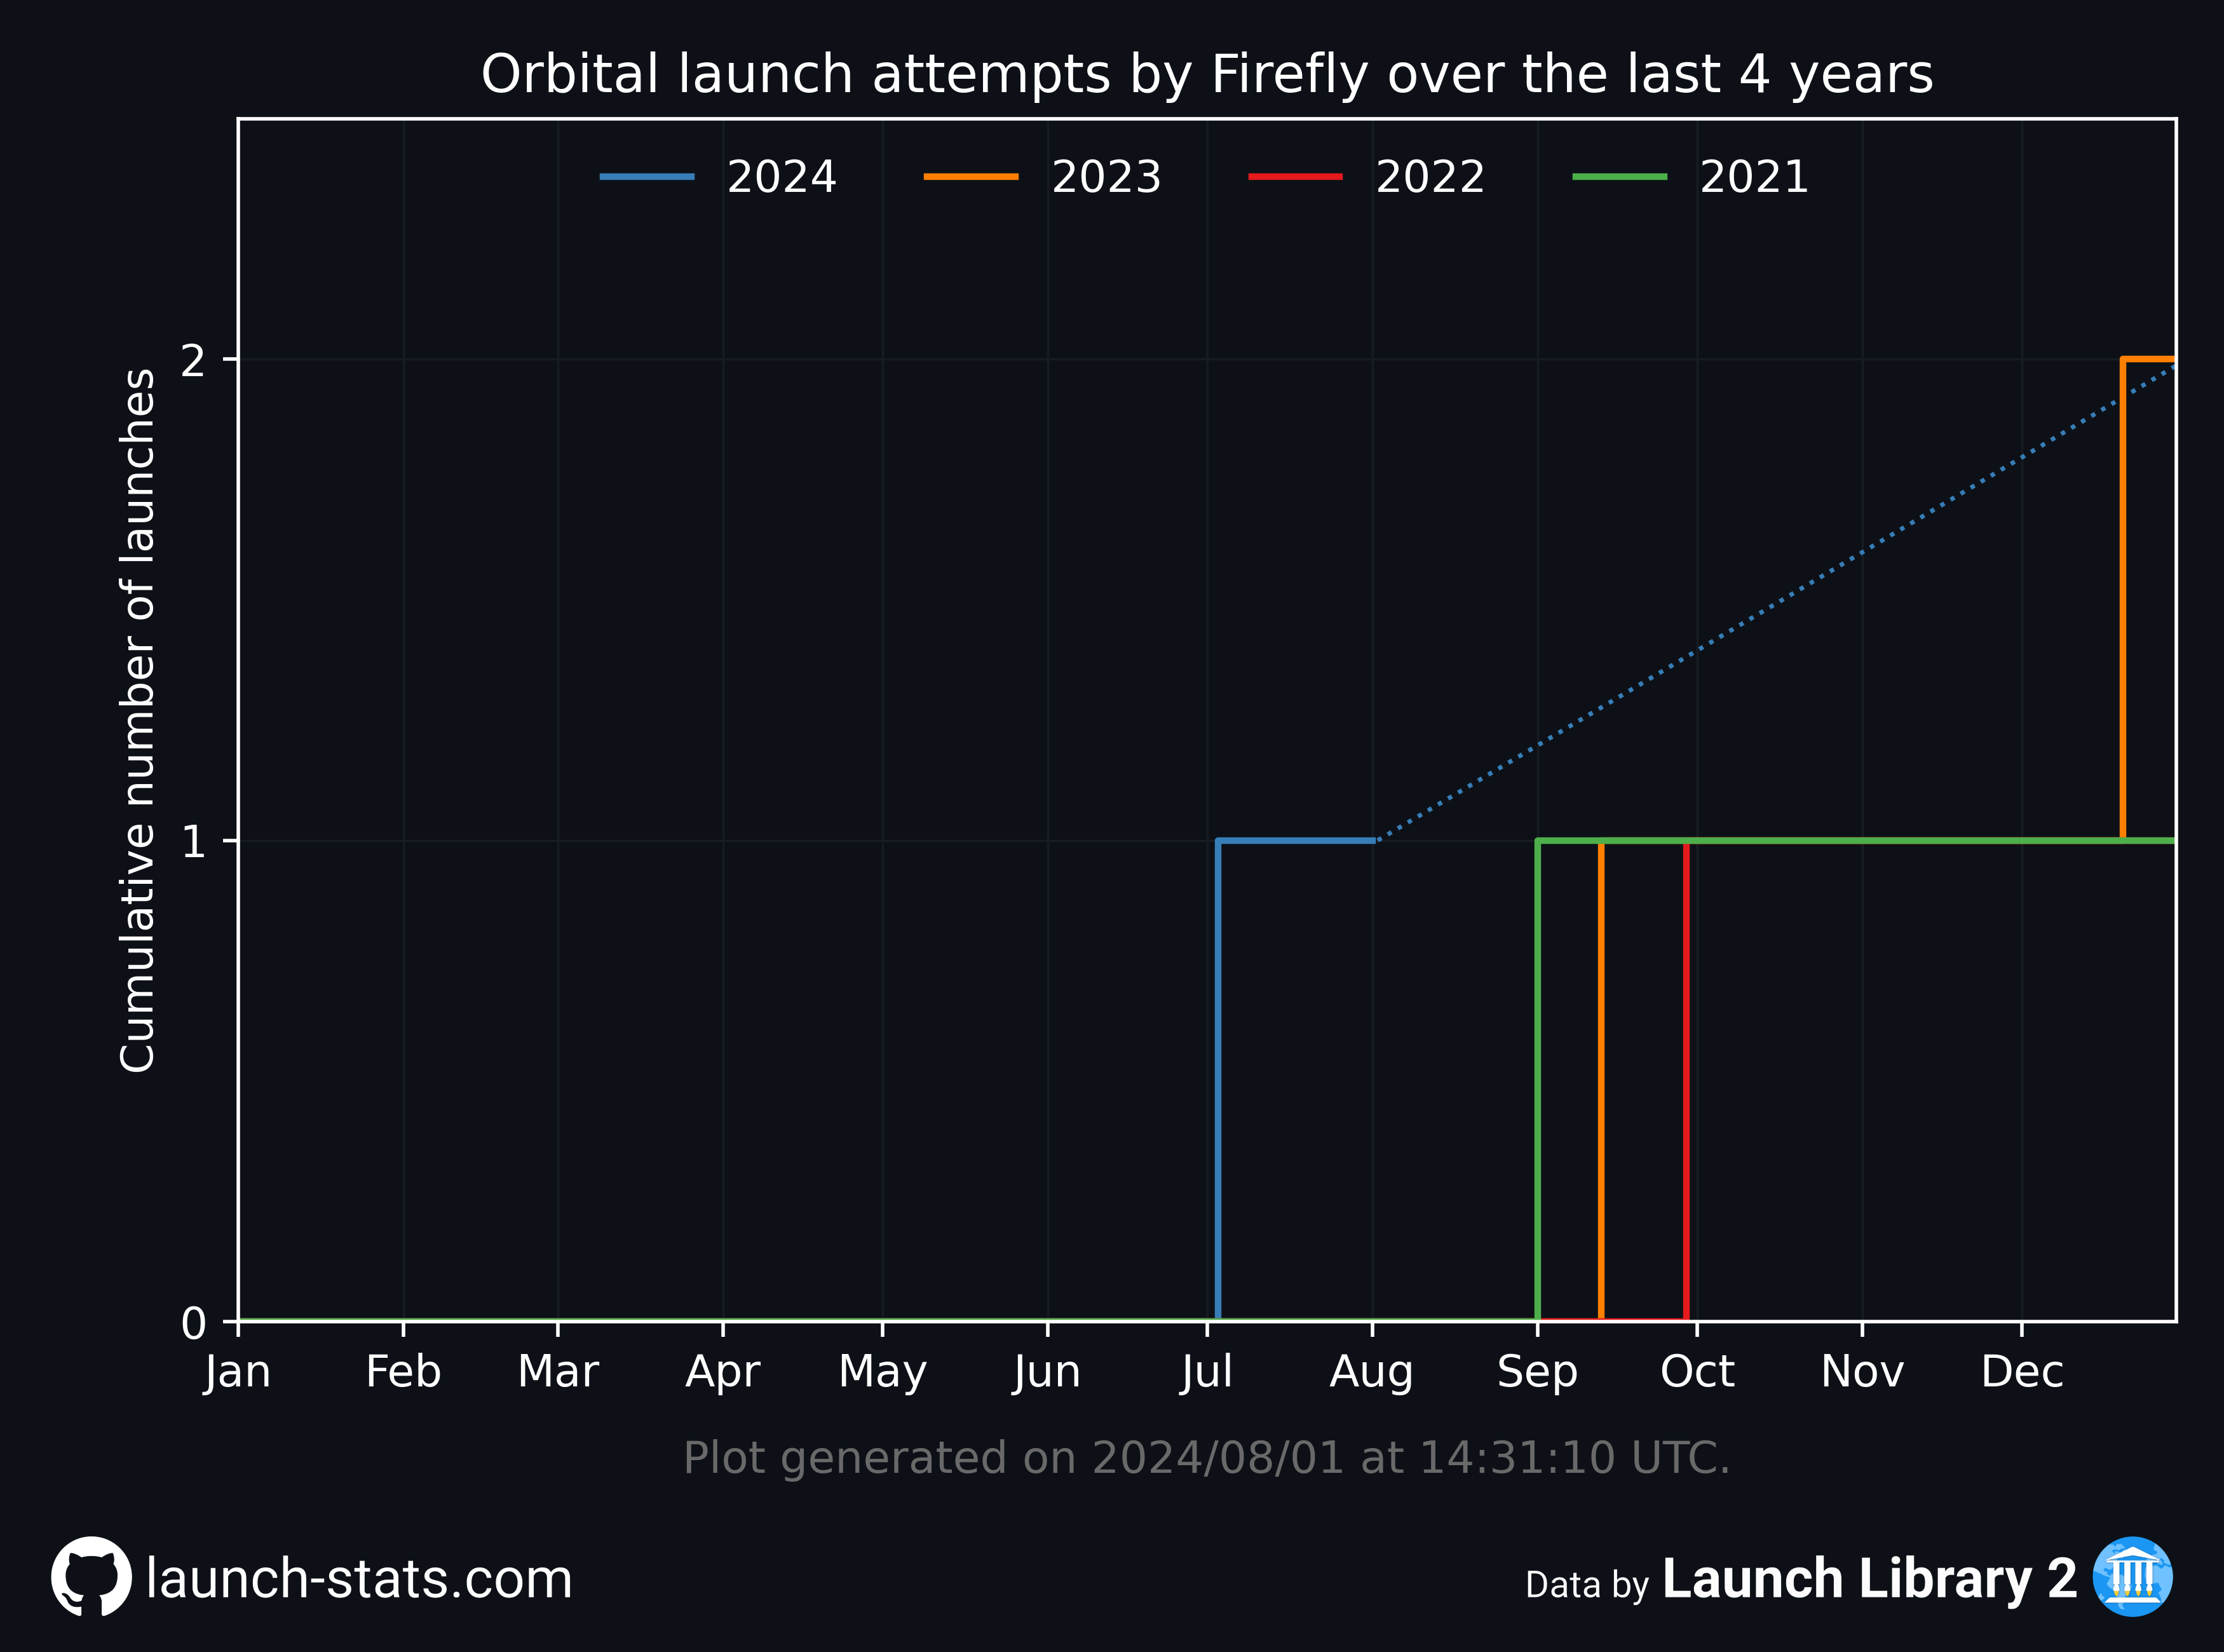 Orbital launch attempts by Firefly over the last 4 years
2024 2023 2022 2021
Cumulative number of launches
2
1
0
Jan Feb Mar Apr May Jun Jul Aug Sep Oct Nov Dec
Plot generated on 2024/08/01 at 14:31:10 UTC.
launch-stats.com
Data by Launch Library 2